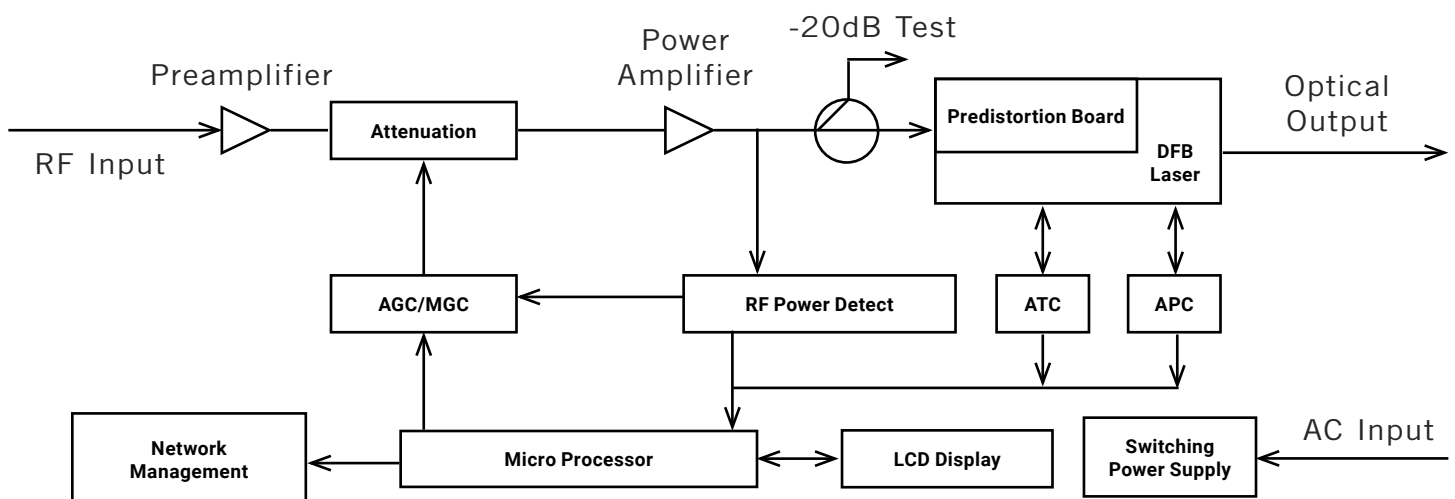 -20dB Test
Power
Amplifier
Preamplifier
Optical
Output
Attenuation
Predistortion Board
DFB
Laser
RF Input
AGC/MGC
RF Power Detect
ATC
APC
AC Input
Network
Management
Micro Processor
LCD Display
Switching
Power Supply